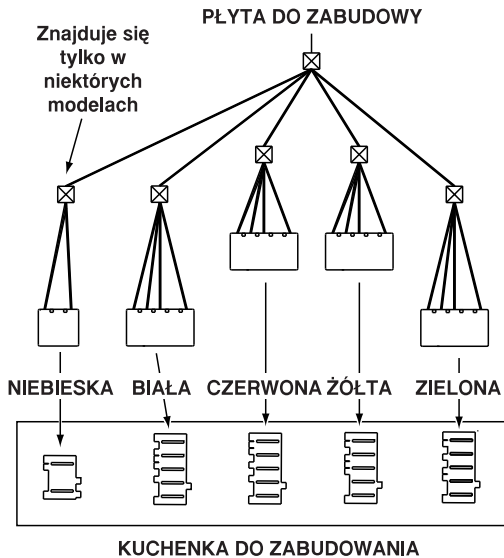 PŁYTA DO ZABUDOWY
Znajduje się
tylko w
niektórych
modelach
NIEBIESKA BIAŁA CZERWONA ŻÓŁTA ZIELONA
KUCHENKA DO ZABUDOWANIA